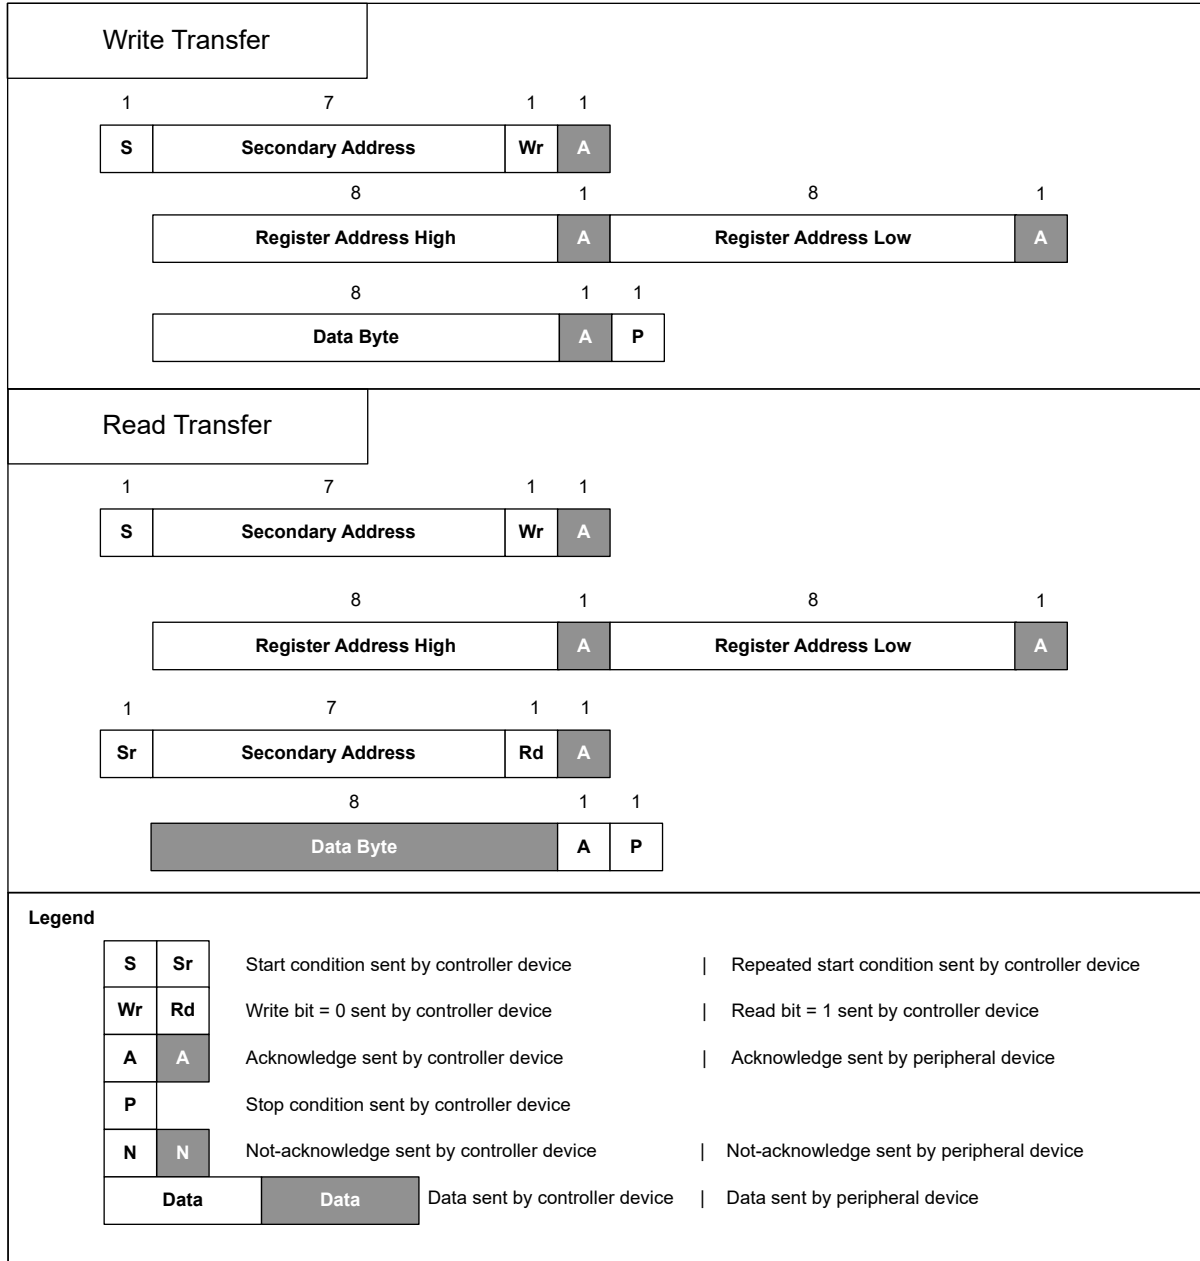 Write Transfer
1 7 1 1
S Secondary Address Wr A
8 1 8 1
Register Address High A Register Address Low A
8 1 1
Data Byte A P
Read Transfer
1 7 1 1
S Secondary Address Wr A
8 1 8 1
Register Address High A Register Address Low A
1 7 1 1
Sr Secondary Address Rd A
8 1 1
Data Byte A P
Legend
S Sr Start condition sent by controller device | Repeated start condition sent by controller device
Wr Rd Write bit = 0 sent by controller device | Read bit = 1 sent by controller device
A A Acknowledge sent by controller device | Acknowledge sent by peripheral device
P Stop condition sent by controller device
N N Not-acknowledge sent by controller device | Not-acknowledge sent by peripheral device
Data Data Data sent by controller device | Data sent by peripheral device